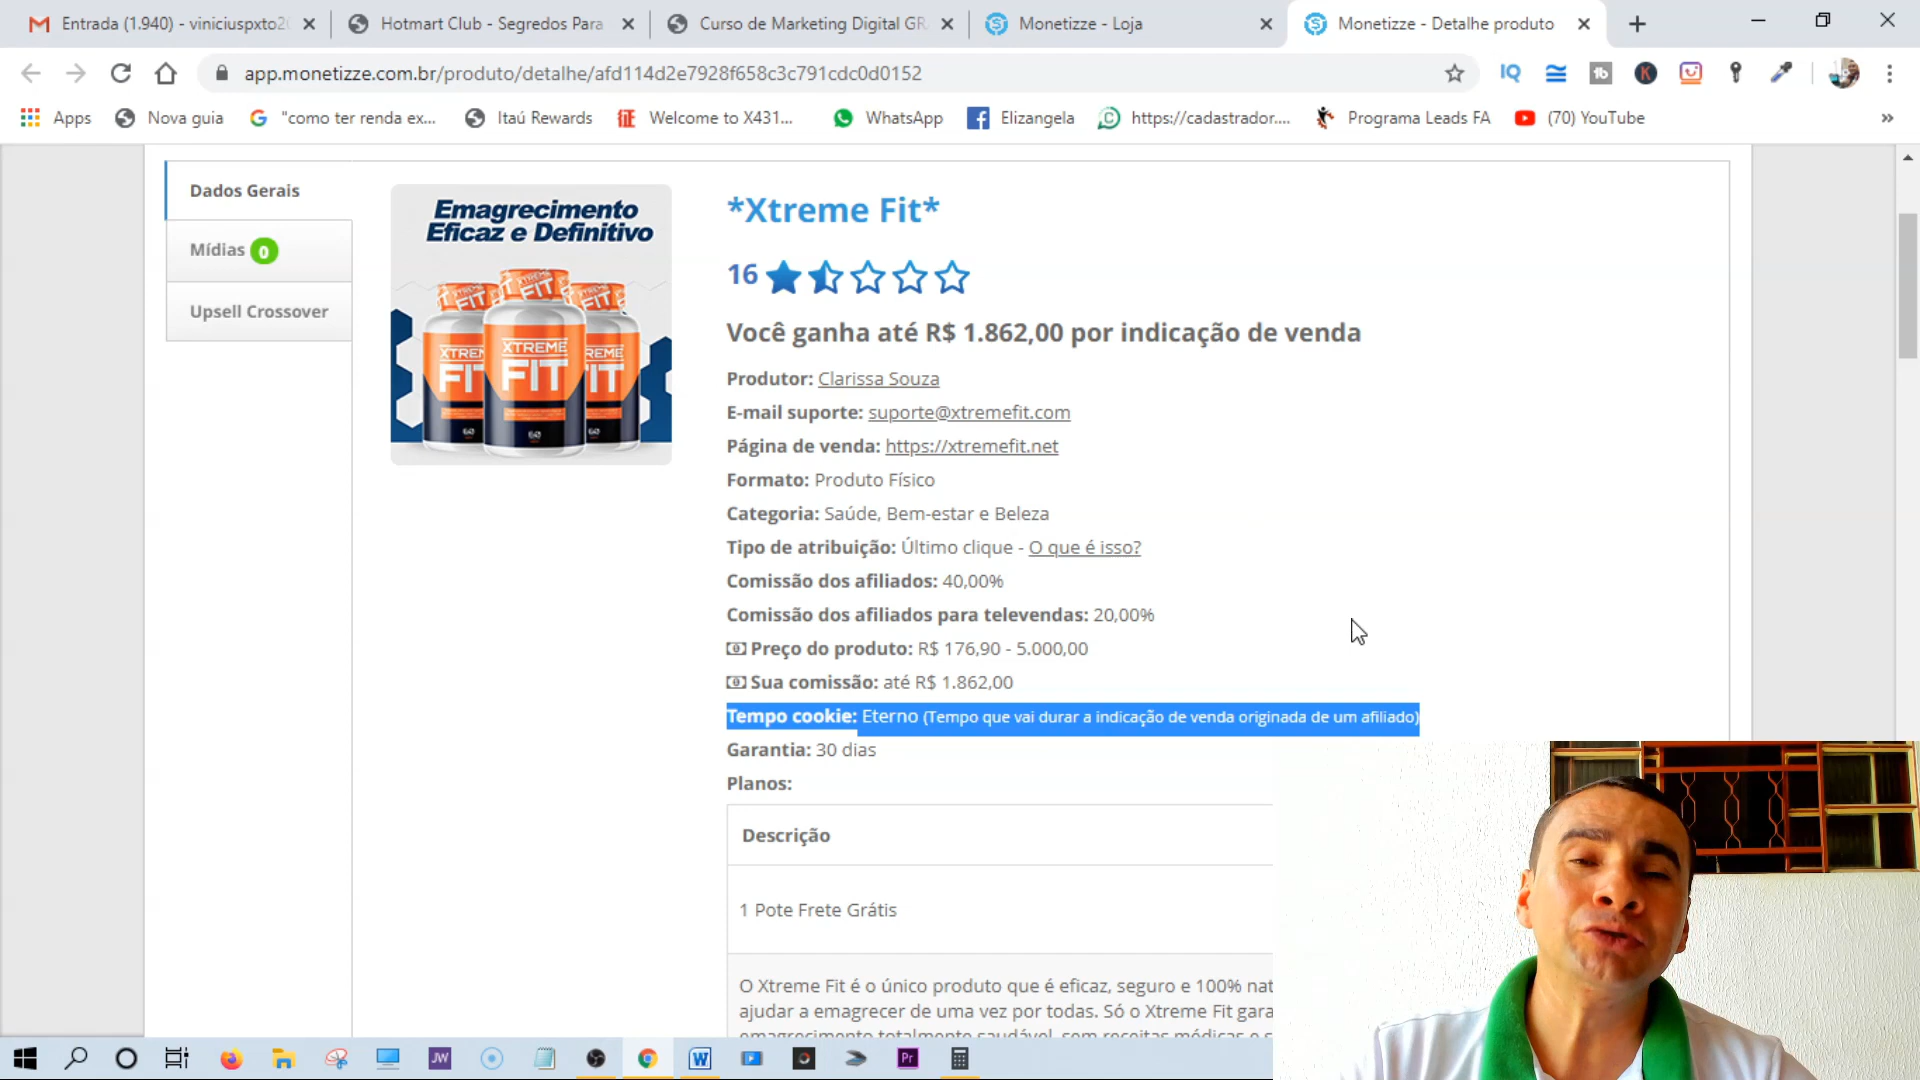 Entrada (1.940) - viniciuspxto2
Hotmart Club - Segredos Para
Curso de Marketing Digital GR
Monetizze - Loja
Monetizze - Detalhe produto
app.monetizze.com.br/produto/detalhe/afd114d2e7928f658c3c791cdc0d0152
Apps
Nova guia
"como ter renda ex...
Itaú Rewards
Welcome to X431...
WhatsApp
Elizangela
https://cadastrador....
Programa Leads FA
(70) YouTube
Dados Gerais
Mídias 0
Upsell Crossover
Emagrecimento
Eficaz e Definitivo
XTREME
FIT
60
*Xtreme Fit*
16
Você ganha até R$ 1.862,00 por indicação de venda
Produtor: Clarissa Souza
E-mail suporte: suporte@xtremefit.com
Página de venda: https://xtremefit.net
Formato: Produto Físico
Categoria: Saúde, Bem-estar e Beleza
Tipo de atribuição: Último clique - O que é isso?
Comissão dos afiliados: 40,00%
Comissão dos afiliados para televendas: 20,00%
Preço do produto: R$ 176,90 - 5.000,00
Sua comissão: até R$ 1.862,00
Tempo cookie: Eterno (Tempo que vai durar a indicação de venda originada de um afiliado)
Garantia: 30 dias
Planos:
Descrição
1 Pote Frete Grátis
O Xtreme Fit é o único produto que é eficaz, seguro e 100% nat
ajudar a emagrecer de uma vez por todas. Só o Xtreme Fit gara
emagrecimento totalmente saudável, sem receitas médicas e s